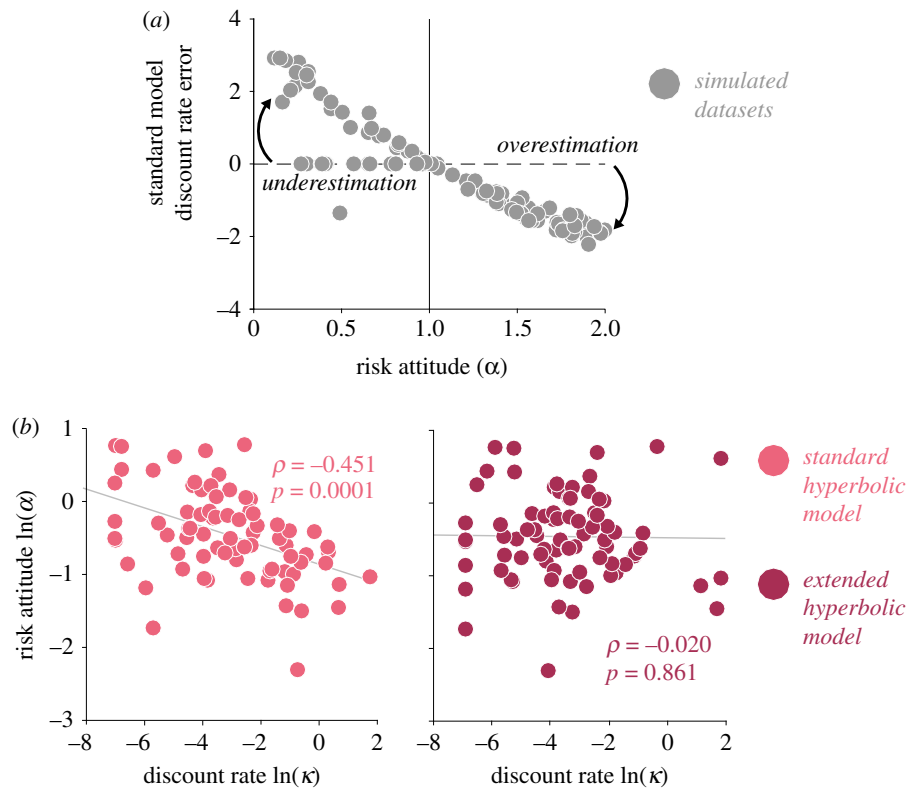 (a)
4
2
0
−2
−4
standard model
discount rate error
underestimation
overestimation
simulated
datasets
0 0.5 1.0 1.5 2.0
risk attitude (α)
(b)
1
0
−1
−2
−3
risk attitude ln(α)
ρ = −0.451
p = 0.0001
−8 −6 −4 −2 0 2
discount rate ln(κ)
ρ = −0.020
p = 0.861
−8 −6 −4 −2 0 2
discount rate ln(κ)
standard
hyperbolic
model
extended
hyperbolic
model